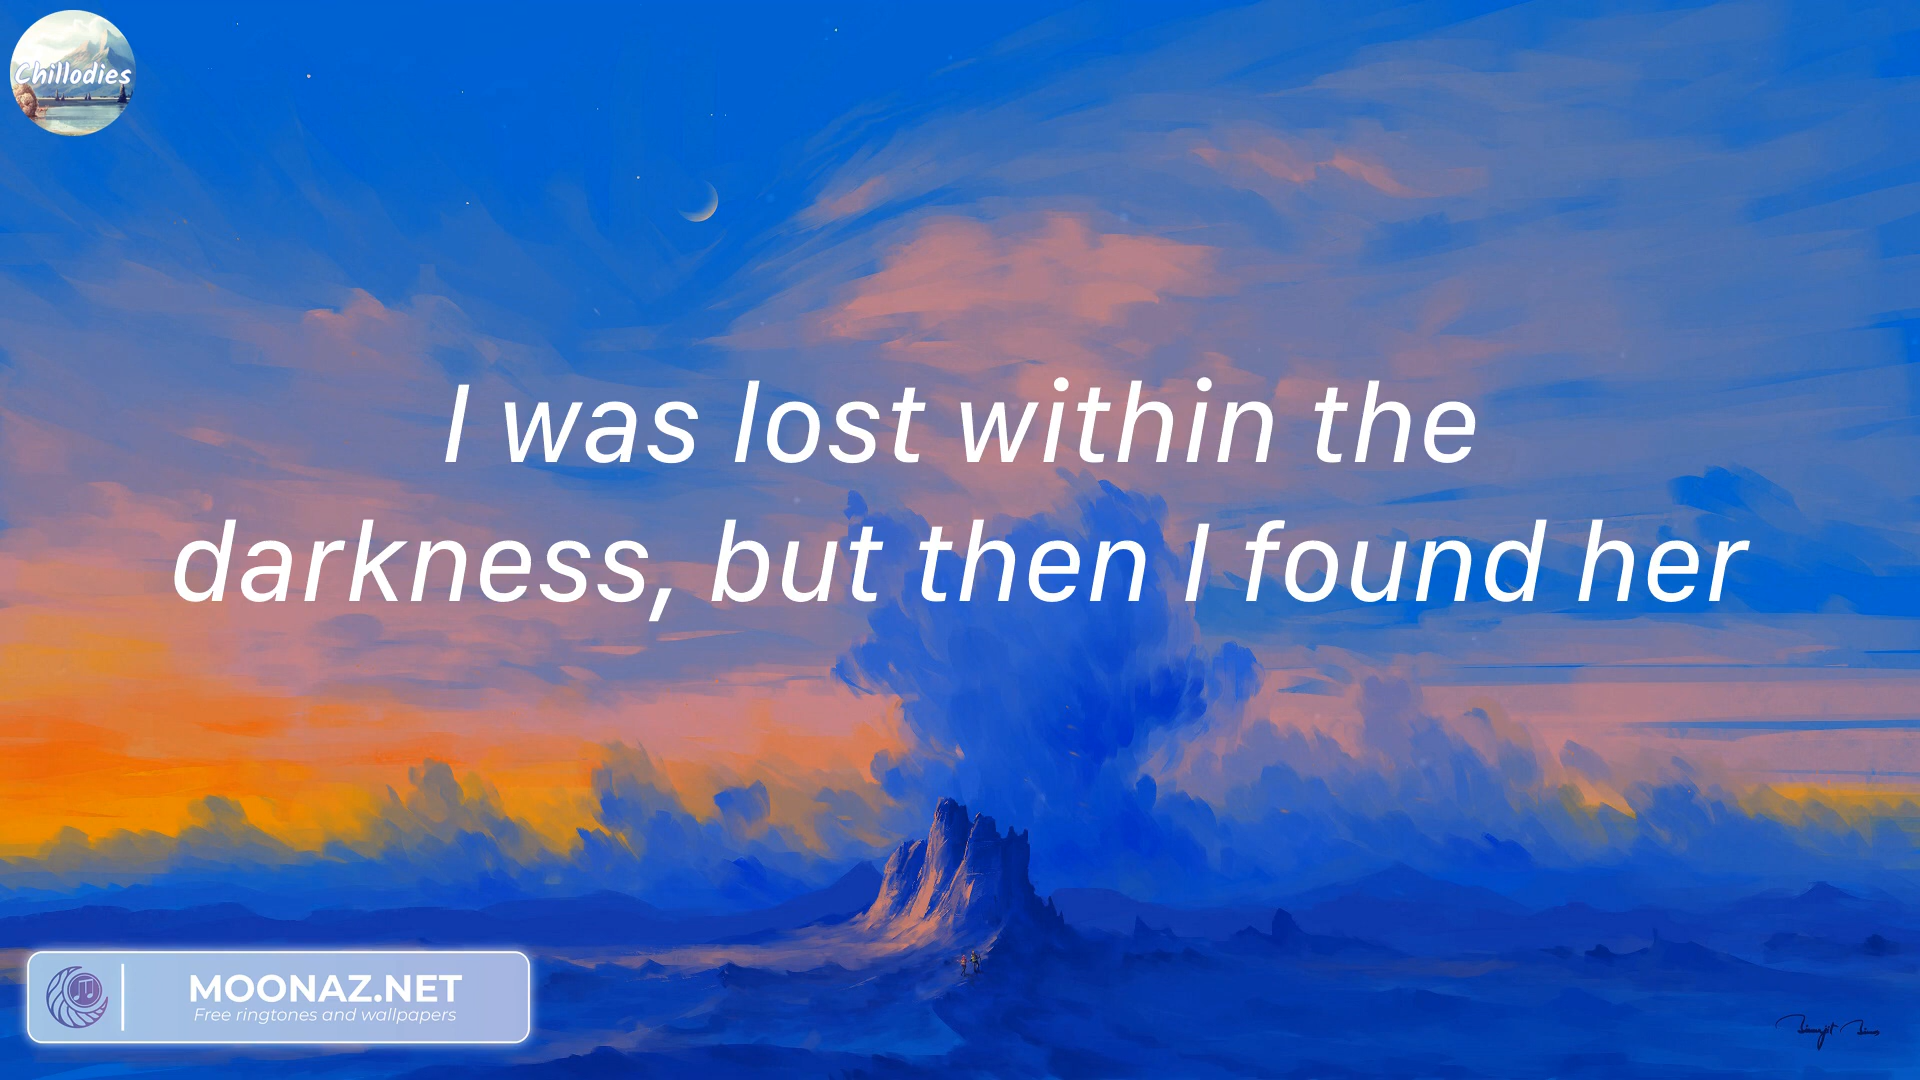 Chillodies
I was lost within the
darkness, but then I found her
MOONAZ.NET
Free ringtones and wallpapers